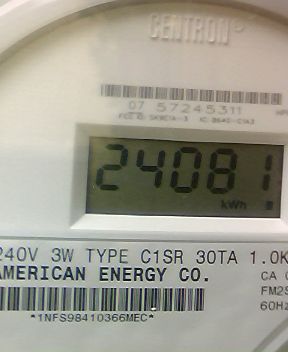 CENTRON®
07 57245311
24081
kWh
240V 3W TYPE C1SR 30TA 1.0K
AMERICAN ENERGY CO. CA
FM2S
60Hz
*1NFS98410366MEC*